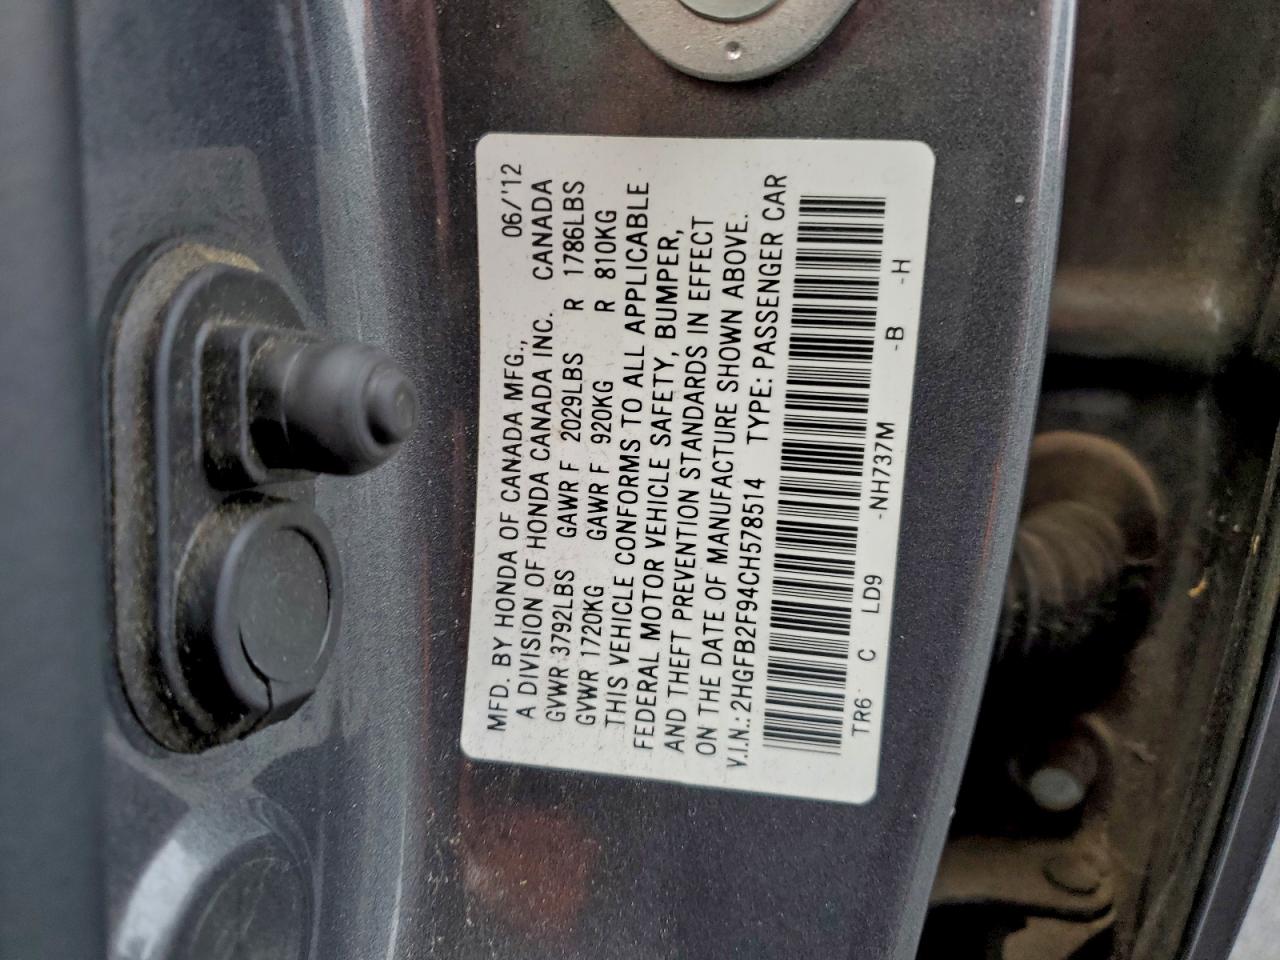 MFD. BY HONDA OF CANADA MFG., 06/'12
A DIVISION OF HONDA CANADA INC. CANADA
GVWR 3792LBS GAWR F 2029LBS R 1786LBS
GVWR 1720KG GAWR F 920KG R 810KG
THIS VEHICLE CONFORMS TO ALL APPLICABLE
FEDERAL MOTOR VEHICLE SAFETY, BUMPER,
AND THEFT PREVENTION STANDARDS IN EFFECT
ON THE DATE OF MANUFACTURE SHOWN ABOVE.
V.I.N.: 2HGFB2F94CH578514 TYPE: PASSENGER CAR
TR6 C LD9 -NH737M -B -H